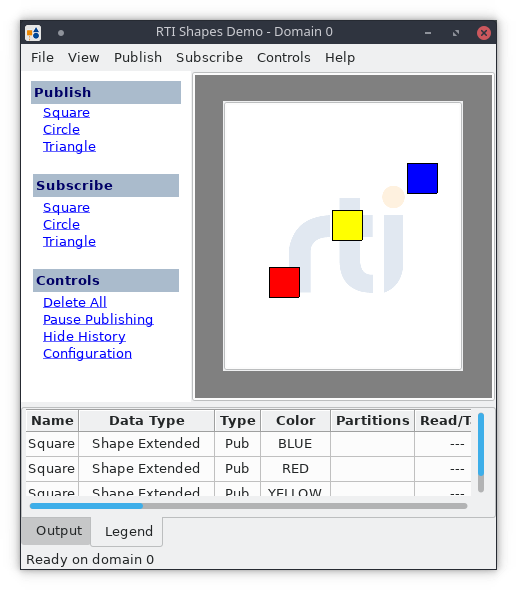 RTI Shapes Demo - Domain 0
File View Publish Subscribe Controls Help
Publish
Square
Circle
Triangle
Subscribe
Square
Circle
Triangle
Controls
Delete All
Pause Publishing
Hide History
Configuration
rti
Name Data Type Type Color Partitions Read/T
Square Shape Extended Pub BLUE ---
Square Shape Extended Pub RED ---
Square Shape Extended Pub YELLOW ---
Output Legend
Ready on domain 0